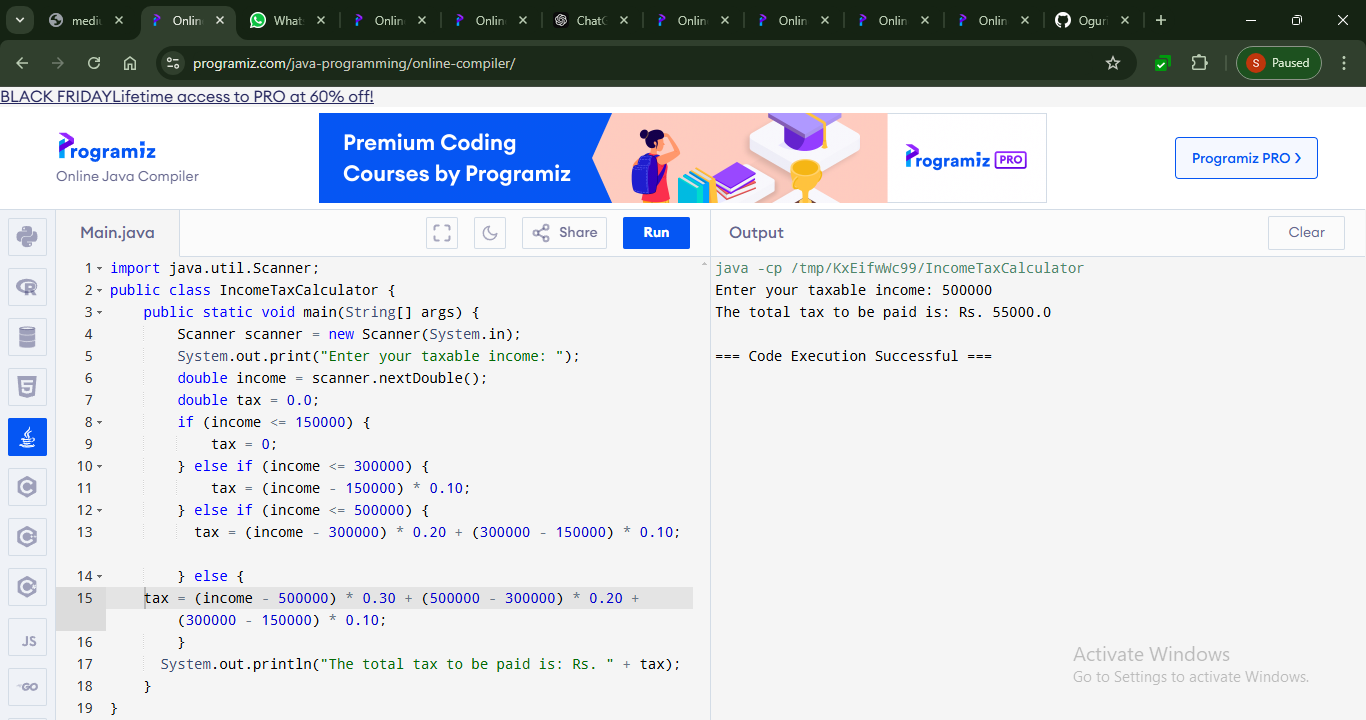 medi
Onlin
What
Onlin
Onlin
ChatG
Onlin
Onlin
Onlin
Onlin
Ogur
programiz.com/java-programming/online-compiler/
S Paused
BLACK FRIDAYLifetime access to PRO at 60% off!
Programiz
Online Java Compiler
Premium Coding
Courses by Programiz
Programiz PRO
Programiz PRO >
Main.java
Share
Run
Output
Clear
1 import java.util.Scanner;
2 public class IncomeTaxCalculator {
3 public static void main(String[] args) {
4 Scanner scanner = new Scanner(System.in);
5 System.out.print("Enter your taxable income: ");
6 double income = scanner.nextDouble();
7 double tax = 0.0;
8 if (income <= 150000) {
9 tax = 0;
10 } else if (income <= 300000) {
11 tax = (income - 150000) * 0.10;
12 } else if (income <= 500000) {
13 tax = (income - 300000) * 0.20 + (300000 - 150000) * 0.10;
14 } else {
15 tax = (income - 500000) * 0.30 + (500000 - 300000) * 0.20 +
(300000 - 150000) * 0.10;
16 }
17 System.out.println("The total tax to be paid is: Rs. " + tax);
18 }
19 }
JS
GO
java -cp /tmp/KxEifwWc99/IncomeTaxCalculator
Enter your taxable income: 500000
The total tax to be paid is: Rs. 55000.0
=== Code Execution Successful ===
Activate Windows
Go to Settings to activate Windows.